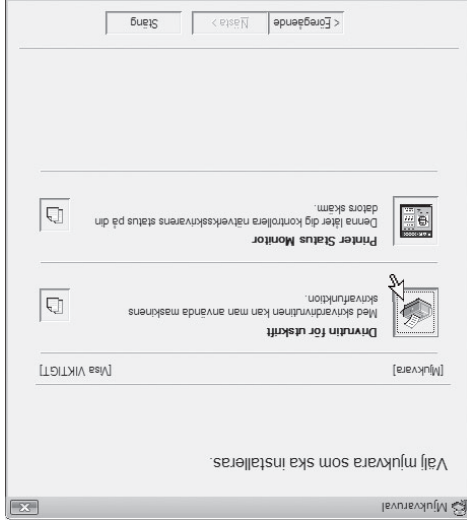 Mjukvaruval
Välj mjukvara som ska installeras.
[Mjukvara] [Visa VIKTIGT]
Drivrutin för utskrift
Med skrivardrivrutinen kan man använda maskinens
skrivarfunktion.
Printer Status Monitor
Denna låter dig kontrollera nätverksskrivarens status på din
dators skärm.
< Föregående Nästa > Stäng